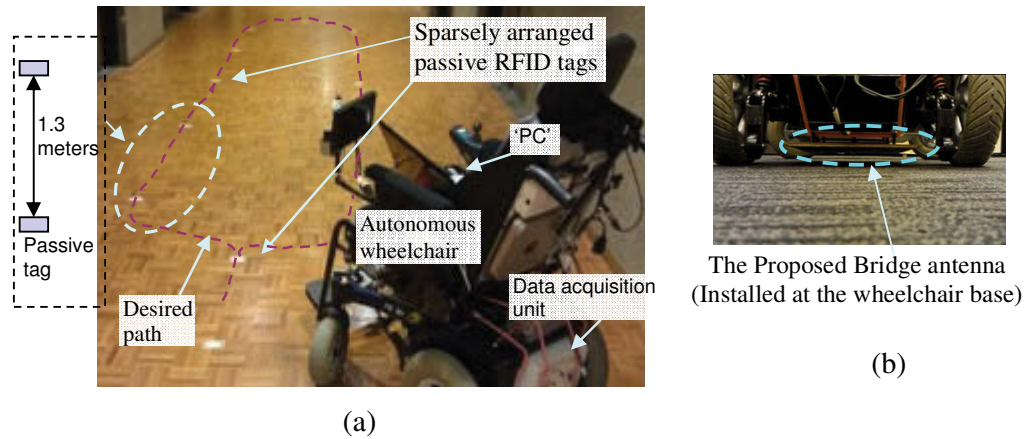 Sparsely arranged
passive RFID tags
1.3
meters
'PC'
Passive
tag
Autonomous
wheelchair
Desired
path
Data acquisition
unit
(a)
The Proposed Bridge antenna
(Installed at the wheelchair base)
(b)